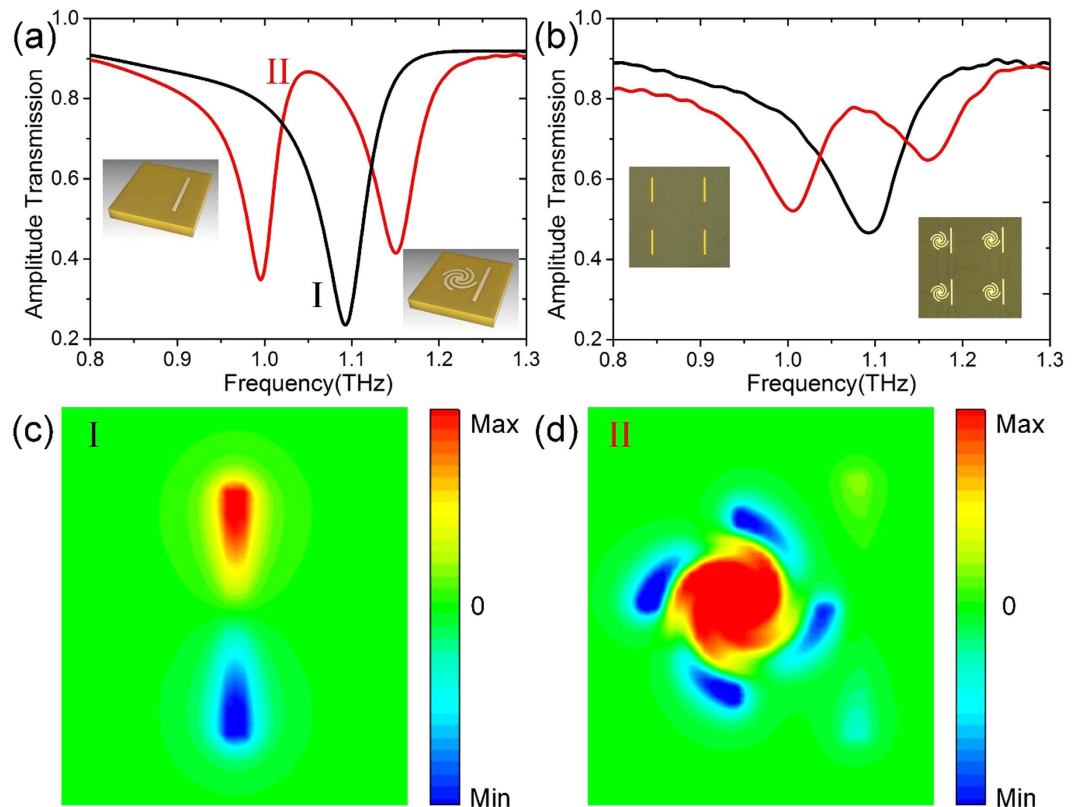 (a)
1.0
0.8
0.6
0.4
0.2
Amplitude Transmission
II
I
0.8
0.9
1.0
1.1
1.2
1.3
Frequency(THz)
(b)
1.0
0.8
0.6
0.4
0.2
Amplitude Transmission
0.8
0.9
1.0
1.1
1.2
1.3
Frequency(THz)
(c)
I
Max
0
Min
(d)
II
Max
0
Min